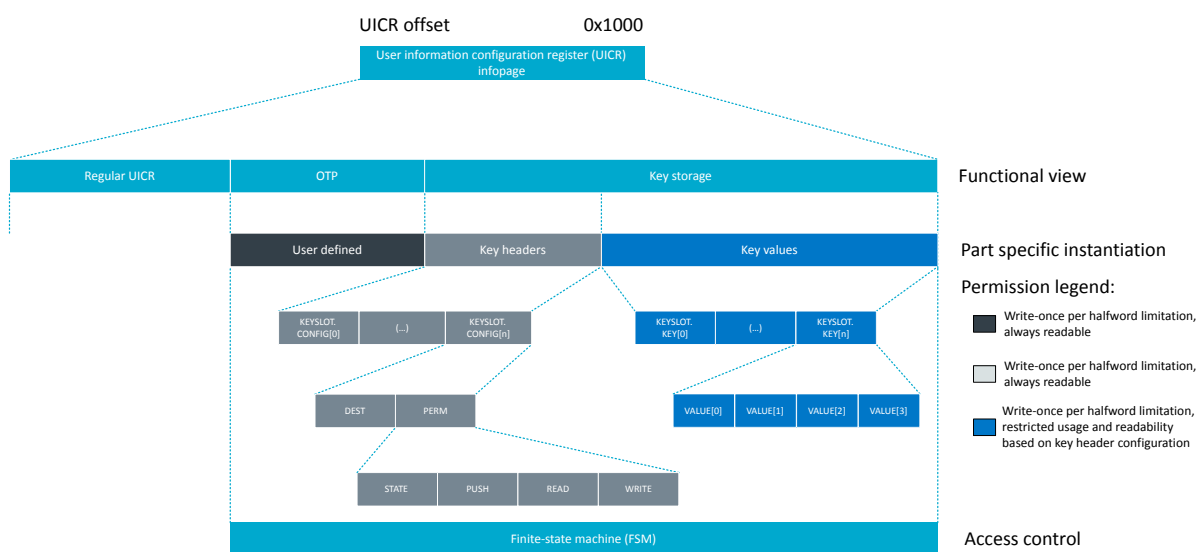 UICR offset 0x1000
User information configuration register (UICR)
infopage
Regular UICR OTP Key storage Functional view
User defined Key headers Key values Part specific instantiation
Permission legend:
KEYSLOT.
CONFIG[0]
(...)
KEYSLOT.
CONFIG[n]
KEYSLOT.
KEY[0]
(...)
KEYSLOT.
KEY[n]
Write-once per halfword limitation,
always readable
Write-once per halfword limitation,
always readable
DEST PERM VALUE[0] VALUE[1] VALUE[2] VALUE[3]
Write-once per halfword limitation,
restricted usage and readability
based on key header configuration
STATE PUSH READ WRITE
Finite-state machine (FSM) Access control